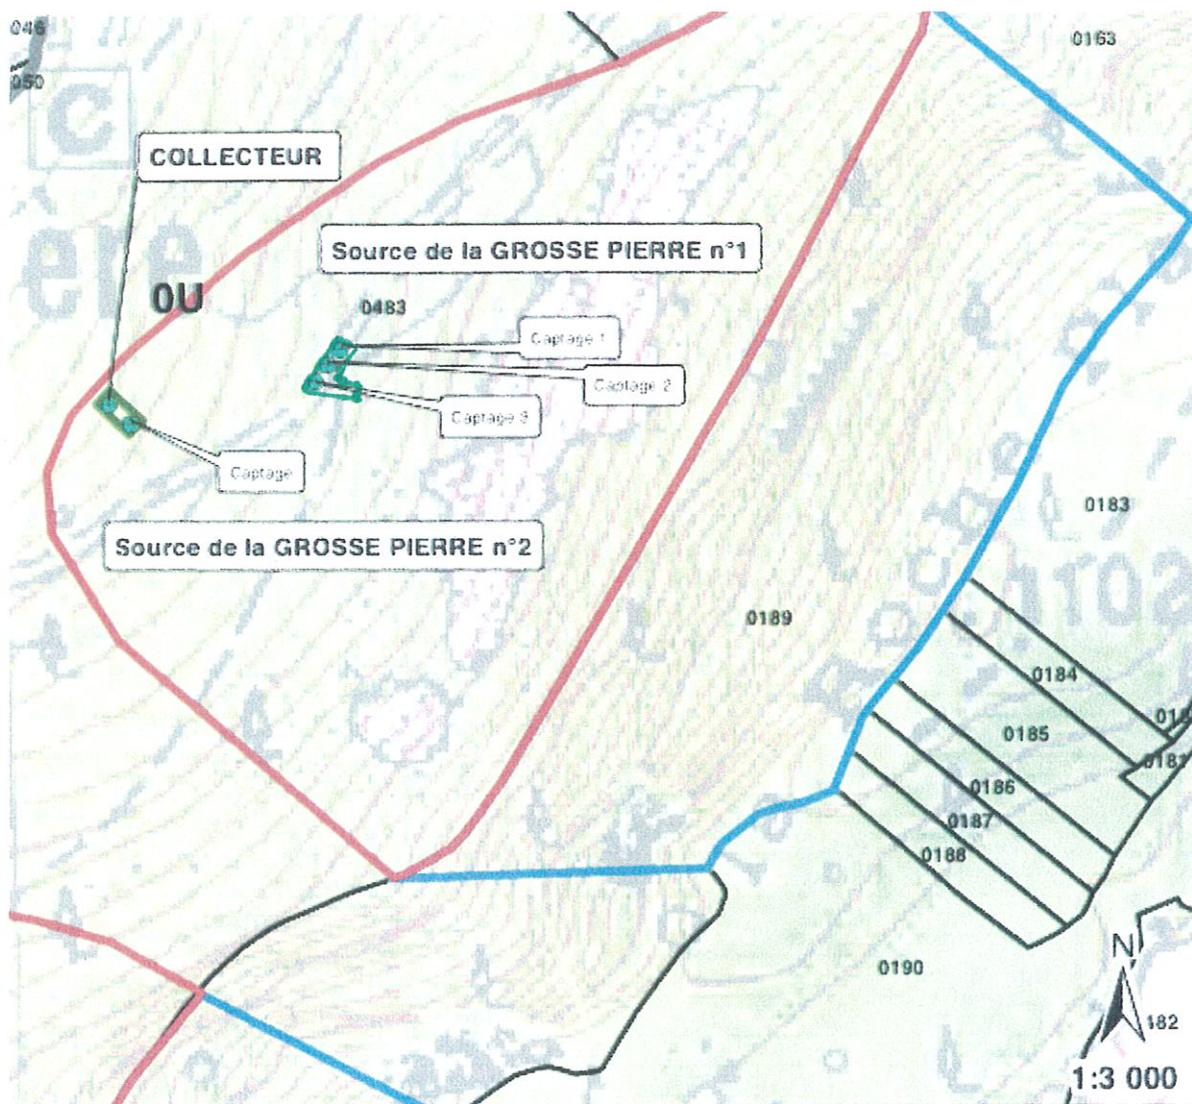 046
050
0163
C
COLLECTEUR
Source de la GROSSE PIERRE n°1
0U
0483
Captage 1
Captage 2
Captage 3
Captage
Source de la GROSSE PIERRE n°2
0183
0189
0184
0185
0181
0186
0187
0188
0190
N
1:3 000